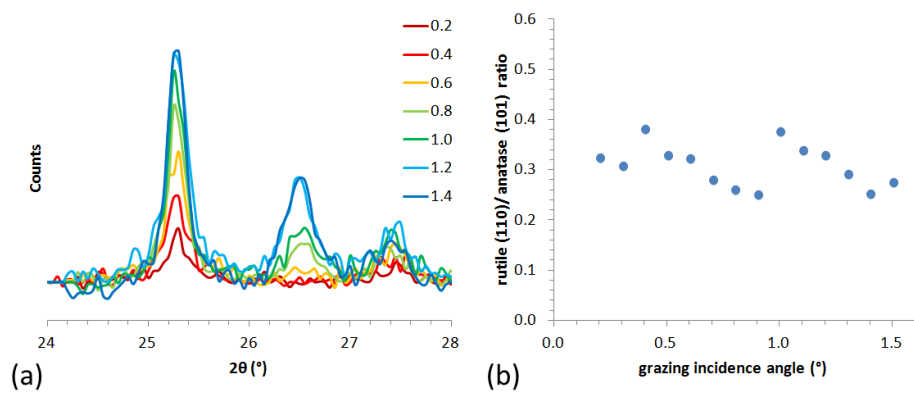 0.2
0.4
0.6
0.8
1.0
1.2
1.4
Counts
24 25 26 27 28
2θ (°)
(a)
rutile (110)/ anatase (101) ratio
0.6
0.5
0.4
0.3
0.2
0.1
0.0
0.0 0.5 1.0 1.5
grazing incidence angle (°)
(b)